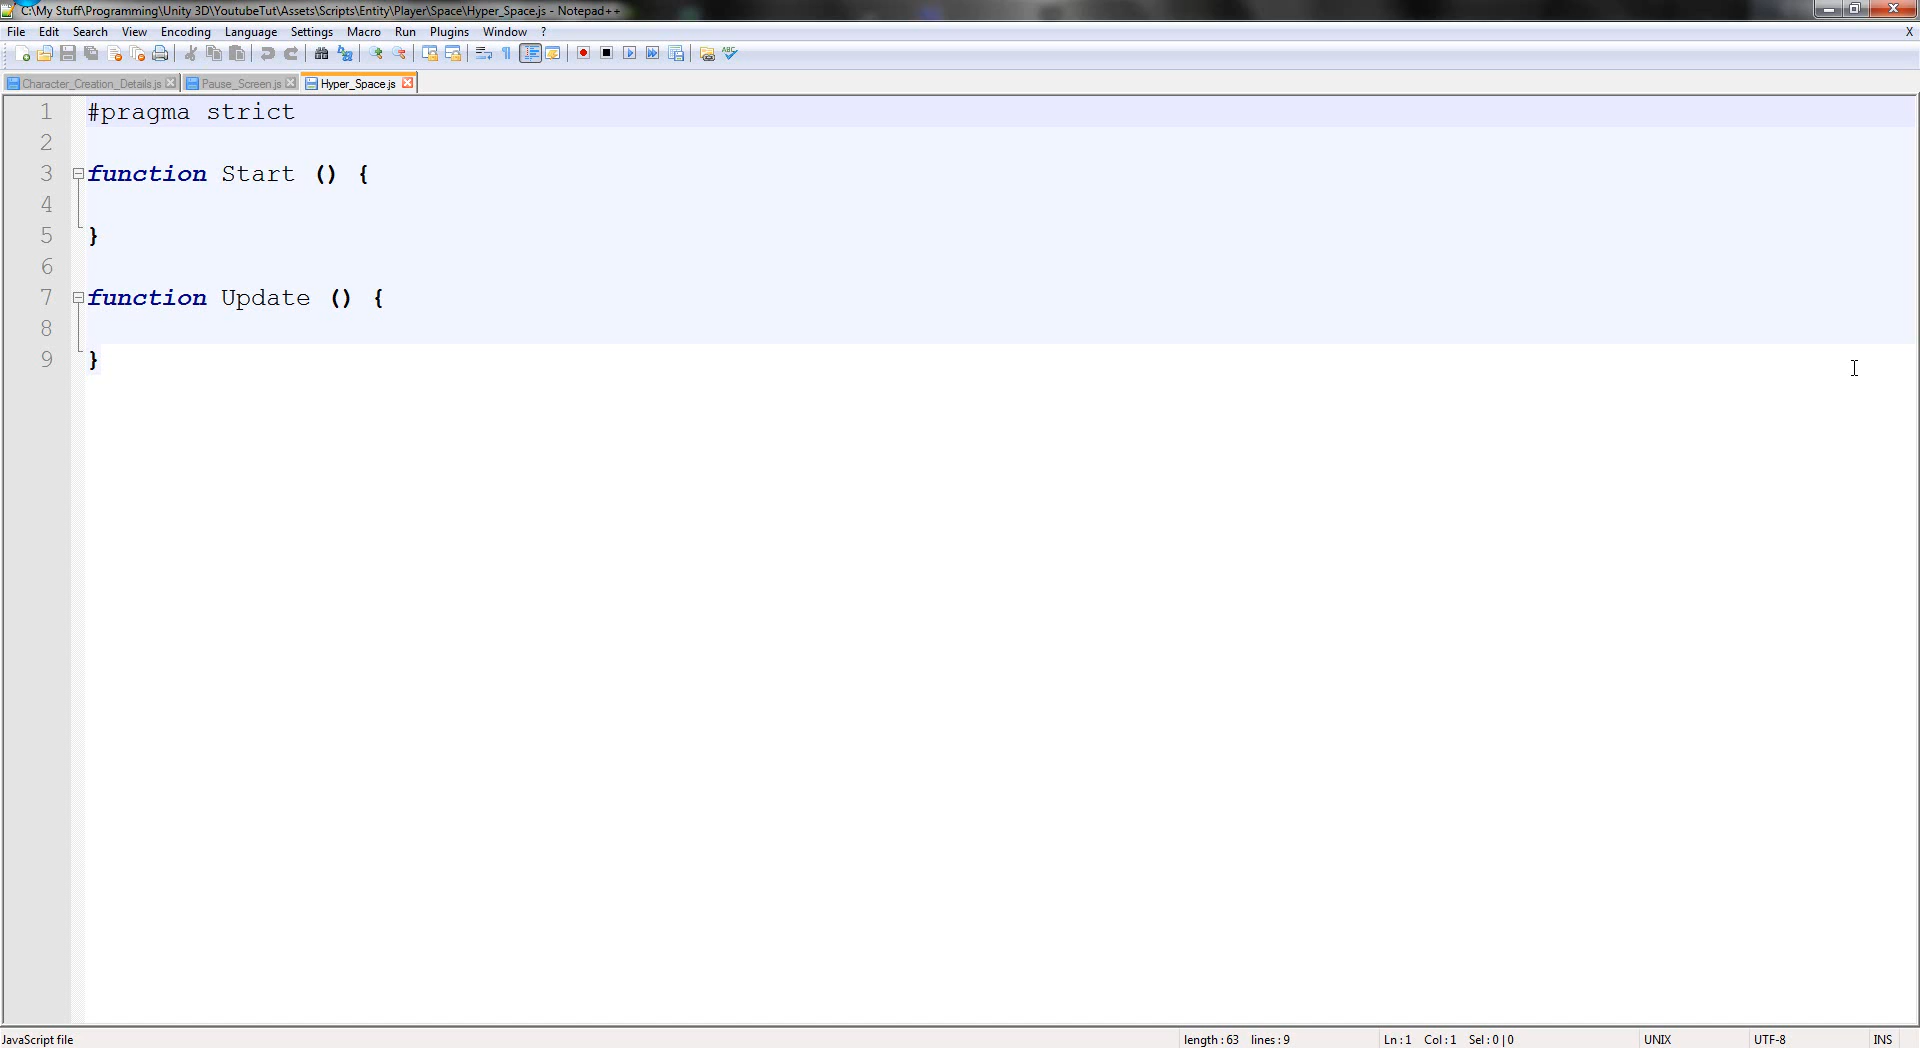 C:\My Stuff\Programming\Unity 3D\YoutubeTut\Assets\Scripts\Entity\Player\Space\Hyper_Space.js - Notepad++
File Edit Search View Encoding Language Settings Macro Run Plugins Window ? X
Character_Creation_Details.js Pause_Screen.js Hyper_Space.js
1 #pragma strict
2
3 function Start () {
4
5 }
6
7 function Update () {
8
9 }
JavaScript file length : 63 lines : 9 Ln : 1 Col : 1 Sel : 0 | 0 UNIX UTF-8 INS